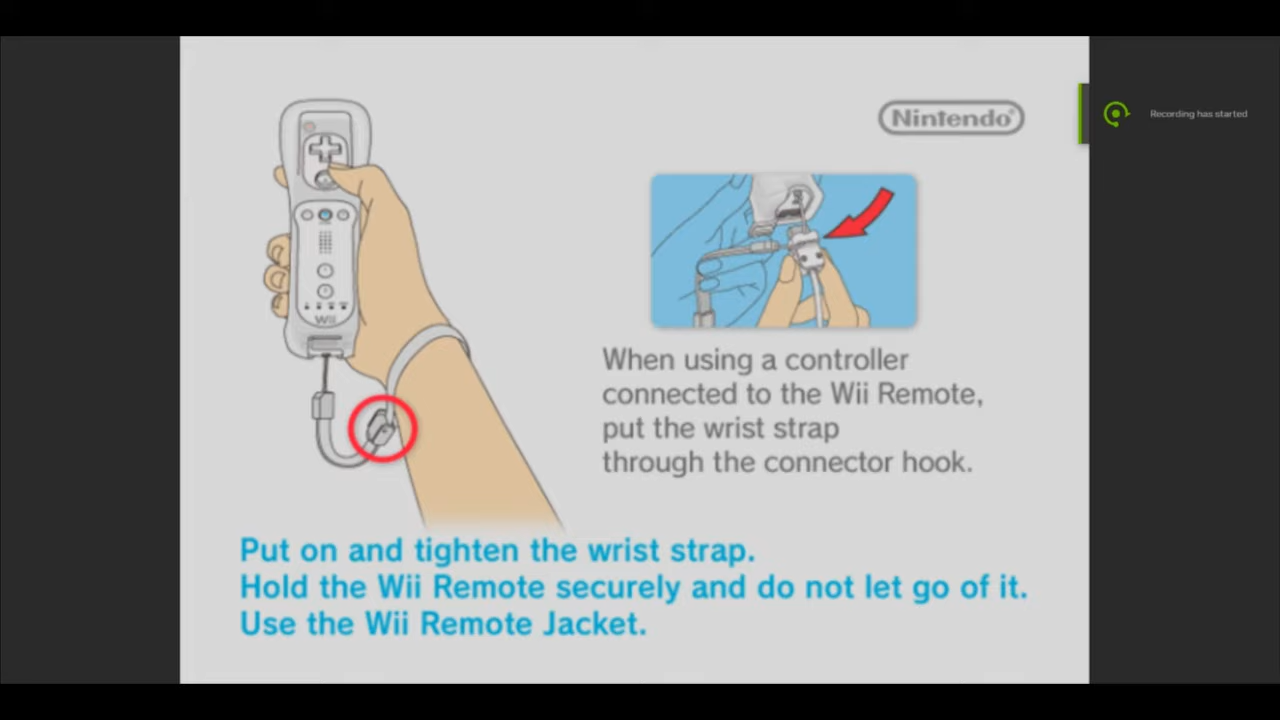 Nintendo
Recording has started
Wii
When using a controller
connected to the Wii Remote,
put the wrist strap
through the connector hook.
Put on and tighten the wrist strap.
Hold the Wii Remote securely and do not let go of it.
Use the Wii Remote Jacket.